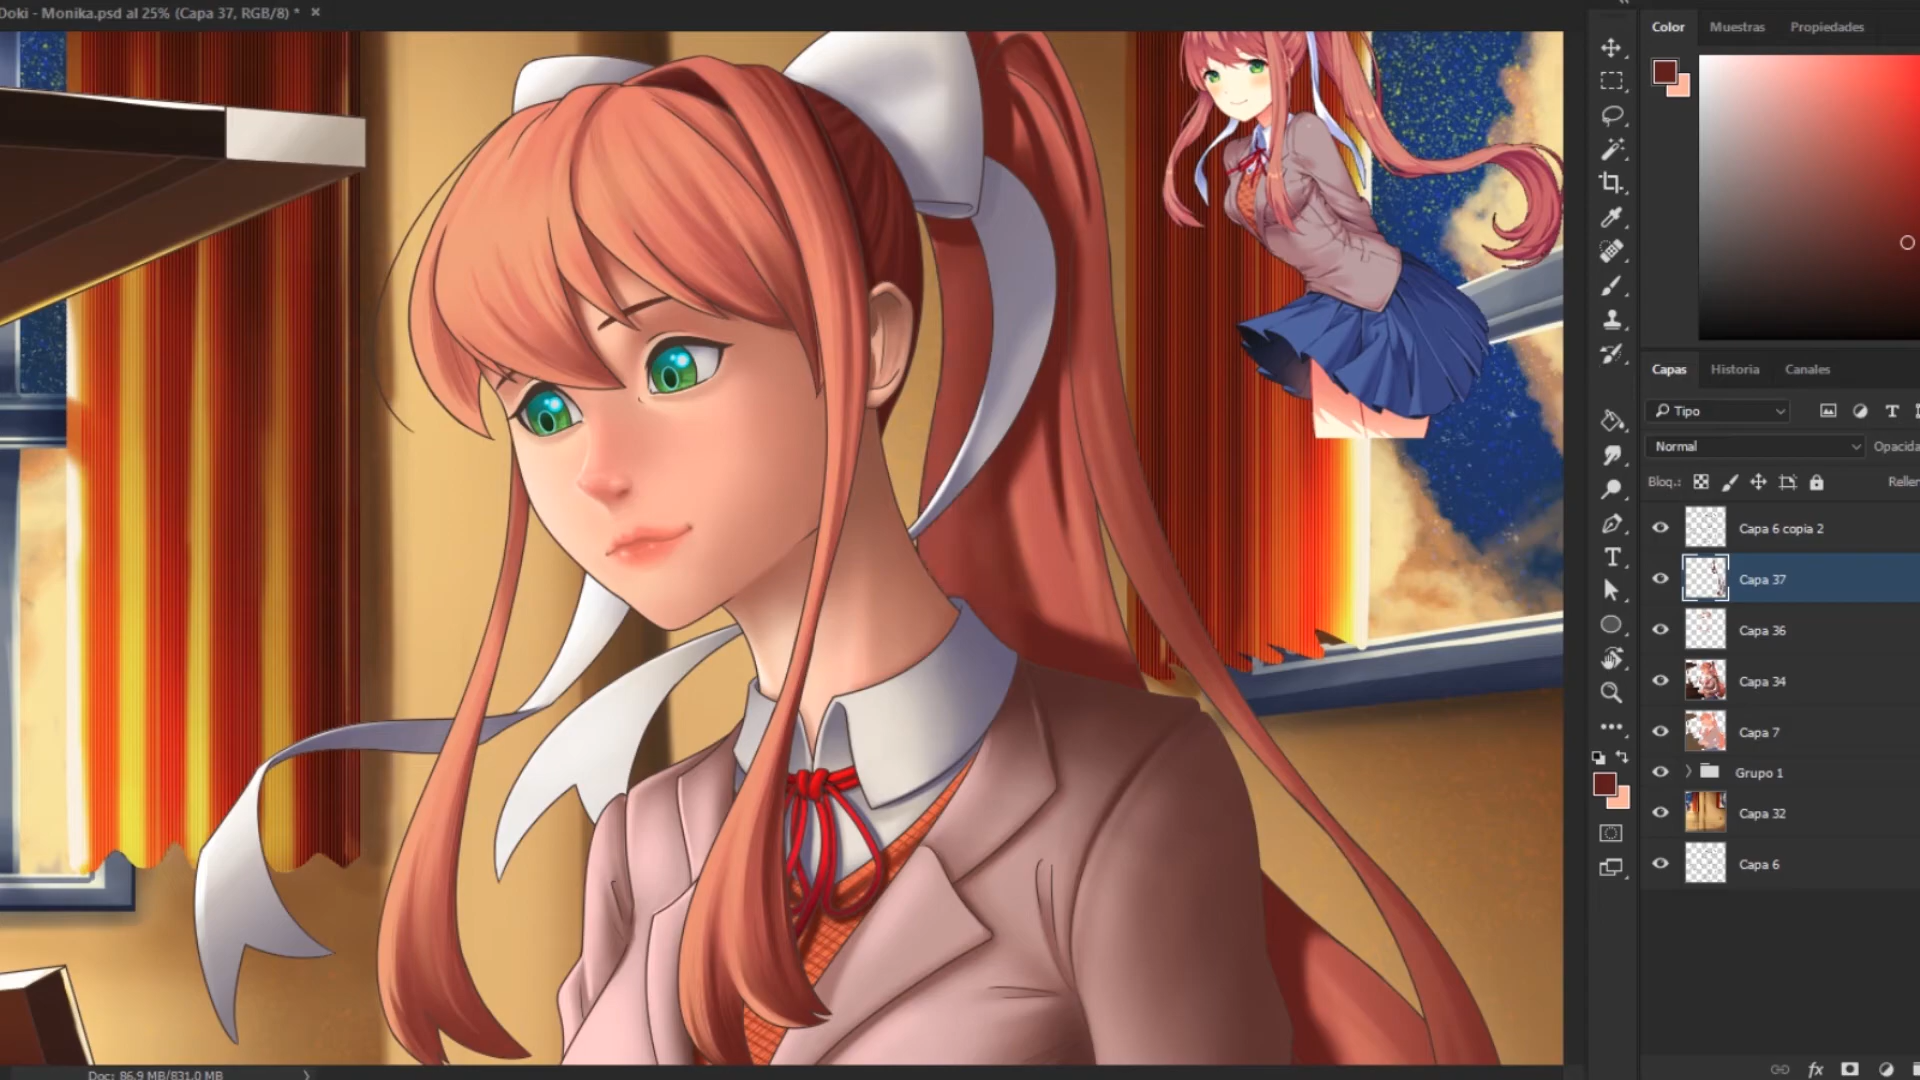 Doki - Monika.psd al 25% (Capa 37, RGB/8) * ×
Color Muestras Propiedades
Capas Historia Canales
Tipo
Normal
Bloq.:
Capa 6 copia 2
Capa 37
Capa 36
Capa 34
Capa 7
Grupo 1
Capa 32
Capa 6
fx
Doc: 86,9 MB/831,0 MB